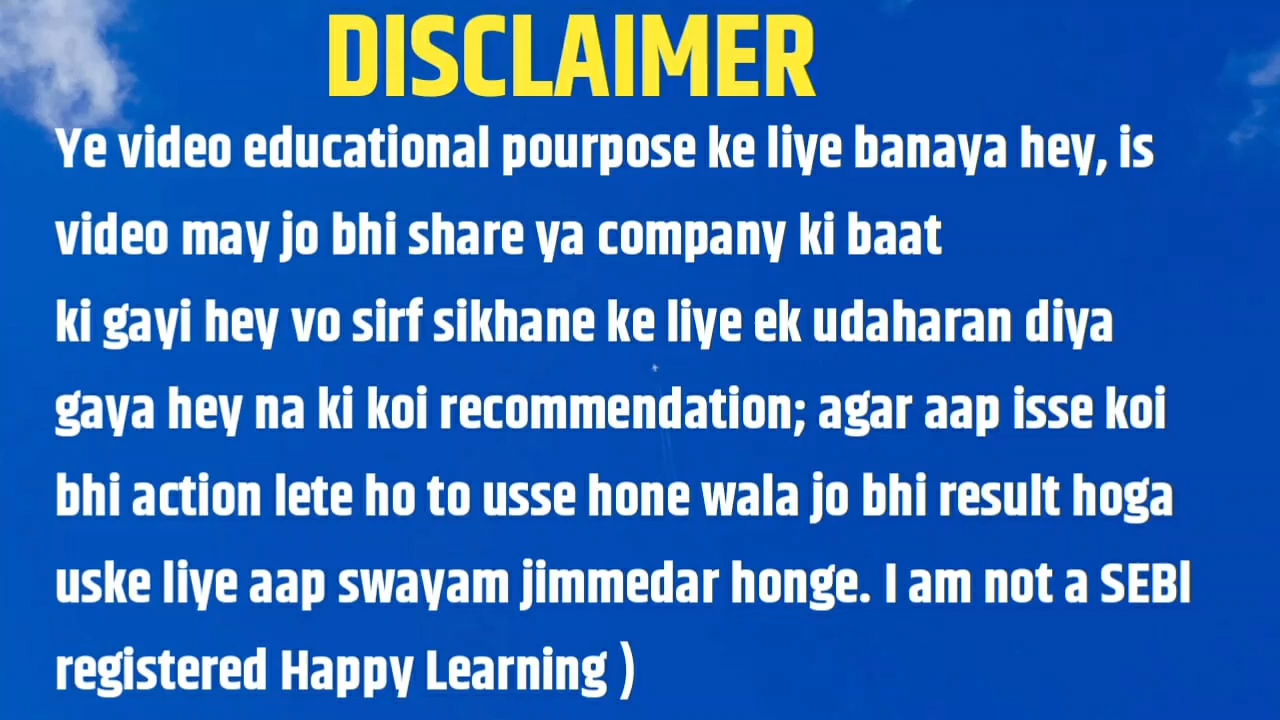 DISCLAIMER
Ye video educational pourpose ke liye banaya hey, is
video may jo bhi share ya company ki baat
ki gayi hey vo sirf sikhane ke liye ek udaharan diya
gaya hey na ki koi recommendation; agar aap isse koi
bhi action lete ho to usse hone wala jo bhi result hoga
uske liye aap swayam jimmedar honge. I am not a SEBl
registered Happy Learning )